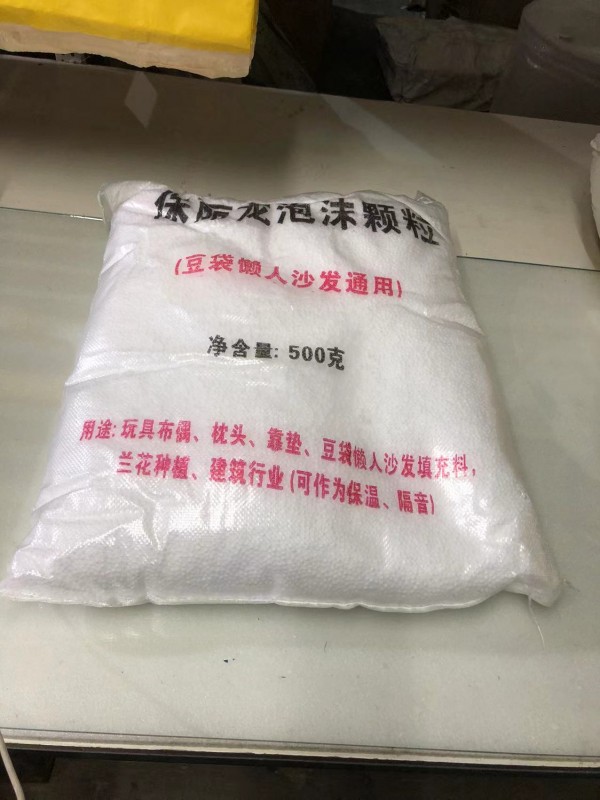 保陇龙泡沫颗粒
(豆袋懒人沙发通用)
净含量: 500克
用途: 玩具布偶、枕头、靠垫、豆袋懒人沙发填充料,
兰花种植、建筑行业 (可作为保温、隔音)